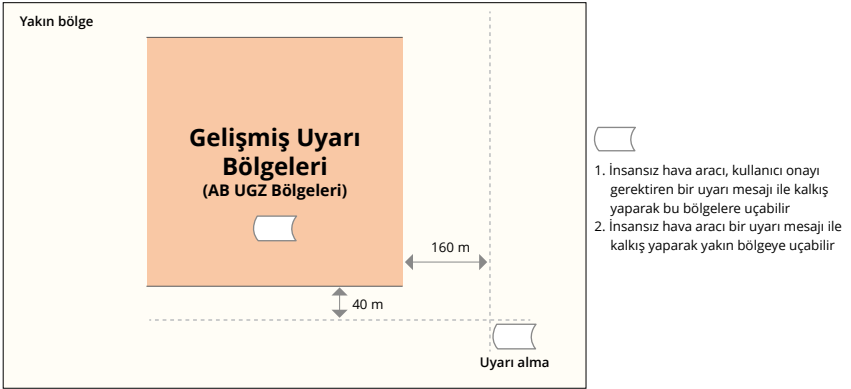 Yakın bölge
Gelişmiş Uyarı
Bölgeleri
(AB UGZ Bölgeleri)
160 m
40 m
Uyarı alma
1. İnsansız hava aracı, kullanıcı onayı
gerektiren bir uyarı mesajı ile kalkış
yaparak bu bölgelere uçabilir
2. İnsansız hava aracı bir uyarı mesajı ile
kalkış yaparak yakın bölgeye uçabilir